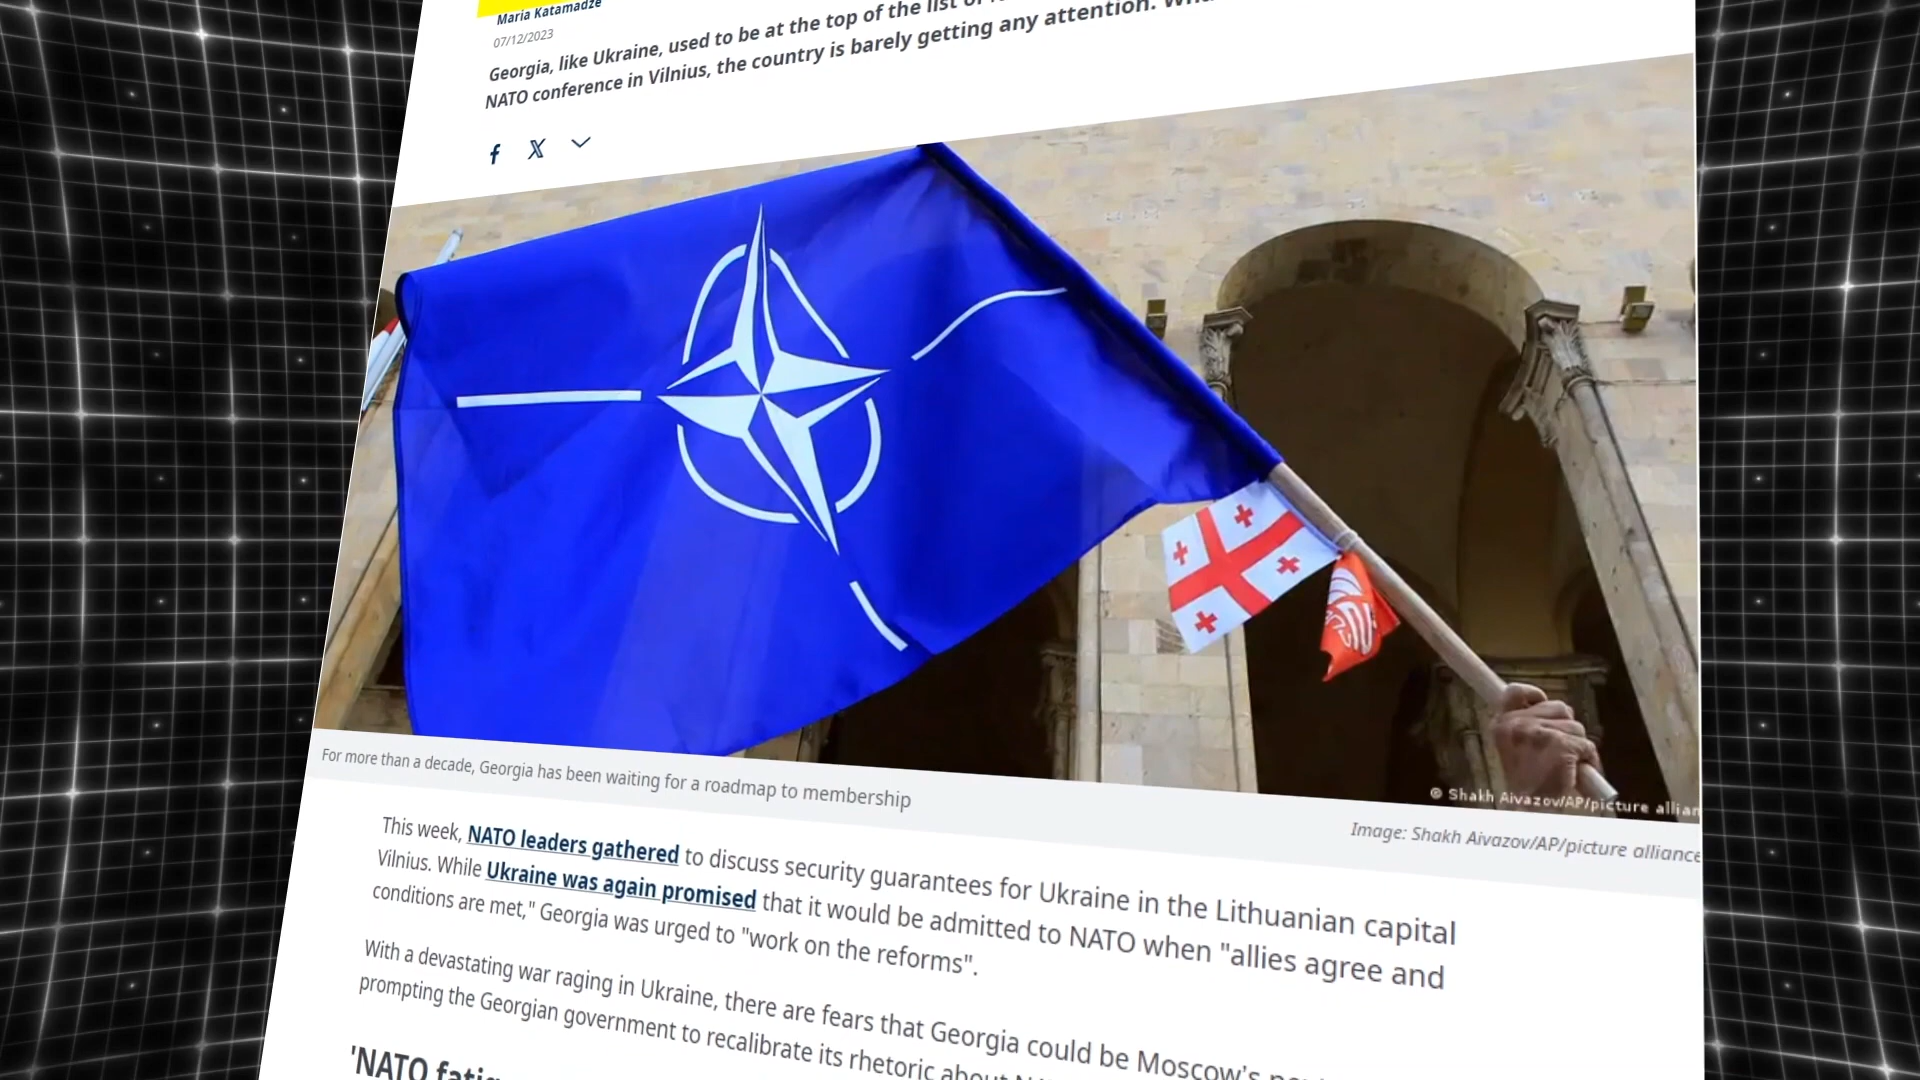 Maria Katamadze
07/12/2023
Georgia, like Ukraine, used to be at the top of the list of
NATO conference in Vilnius, the country is barely getting any attention.
For more than a decade, Georgia has been waiting for a roadmap to membership
© Shakh Aivazov/AP/picture allian
Image: Shakh Aivazov/AP/picture alliance
This week, NATO leaders gathered to discuss security guarantees for Ukraine in the Lithuanian capital
Vilnius. While Ukraine was again promised that it would be admitted to NATO when "allies agree and
conditions are met," Georgia was urged to "work on the reforms".
With a devastating war raging in Ukraine, there are fears that Georgia could be Moscow's
prompting the Georgian government to recalibrate its rhetoric about
'NATO